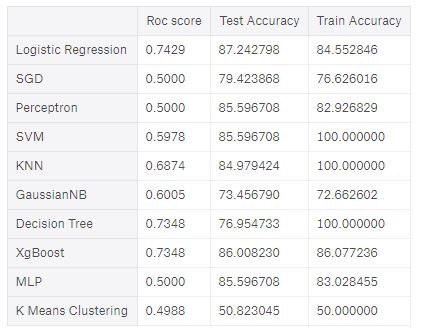 Roc score Test Accuracy Train Accuracy
Logistic Regression 0.7429 87.242798 84.552846
SGD 0.5000 79.423868 76.626016
Perceptron 0.5000 85.596708 82.926829
SVM 0.5978 85.596708 100.000000
KNN 0.6874 84.979424 100.000000
GaussianNB 0.6005 73.456790 72.662602
Decision Tree 0.7348 76.954733 100.000000
XgBoost 0.7348 86.008230 86.077236
MLP 0.5000 85.596708 83.028455
K Means Clustering 0.4988 50.823045 50.000000